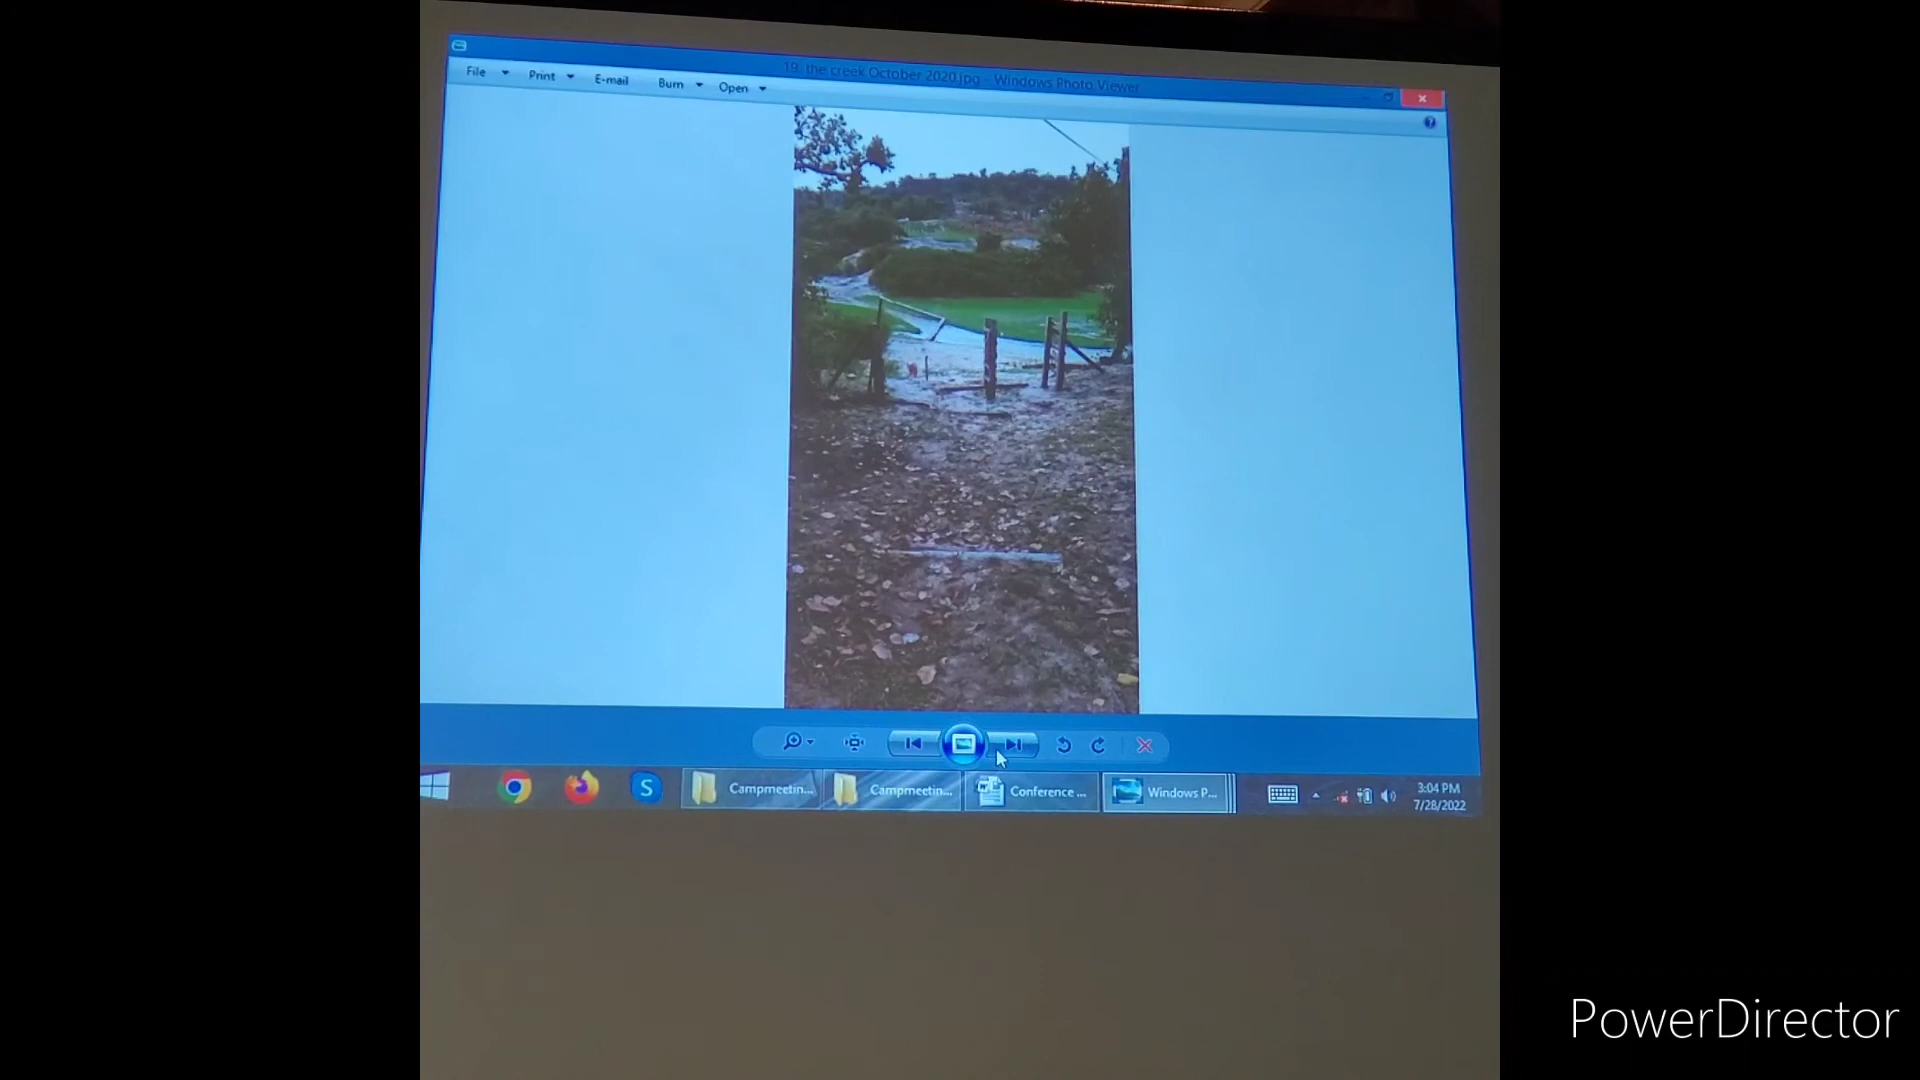 19. the creek October 2020.jpg - Windows Photo Viewer
File Print E-mail Burn Open
Campmeetin... Campmeetin... Conference ... Windows P...
3:04 PM
7/28/2022
PowerDirector